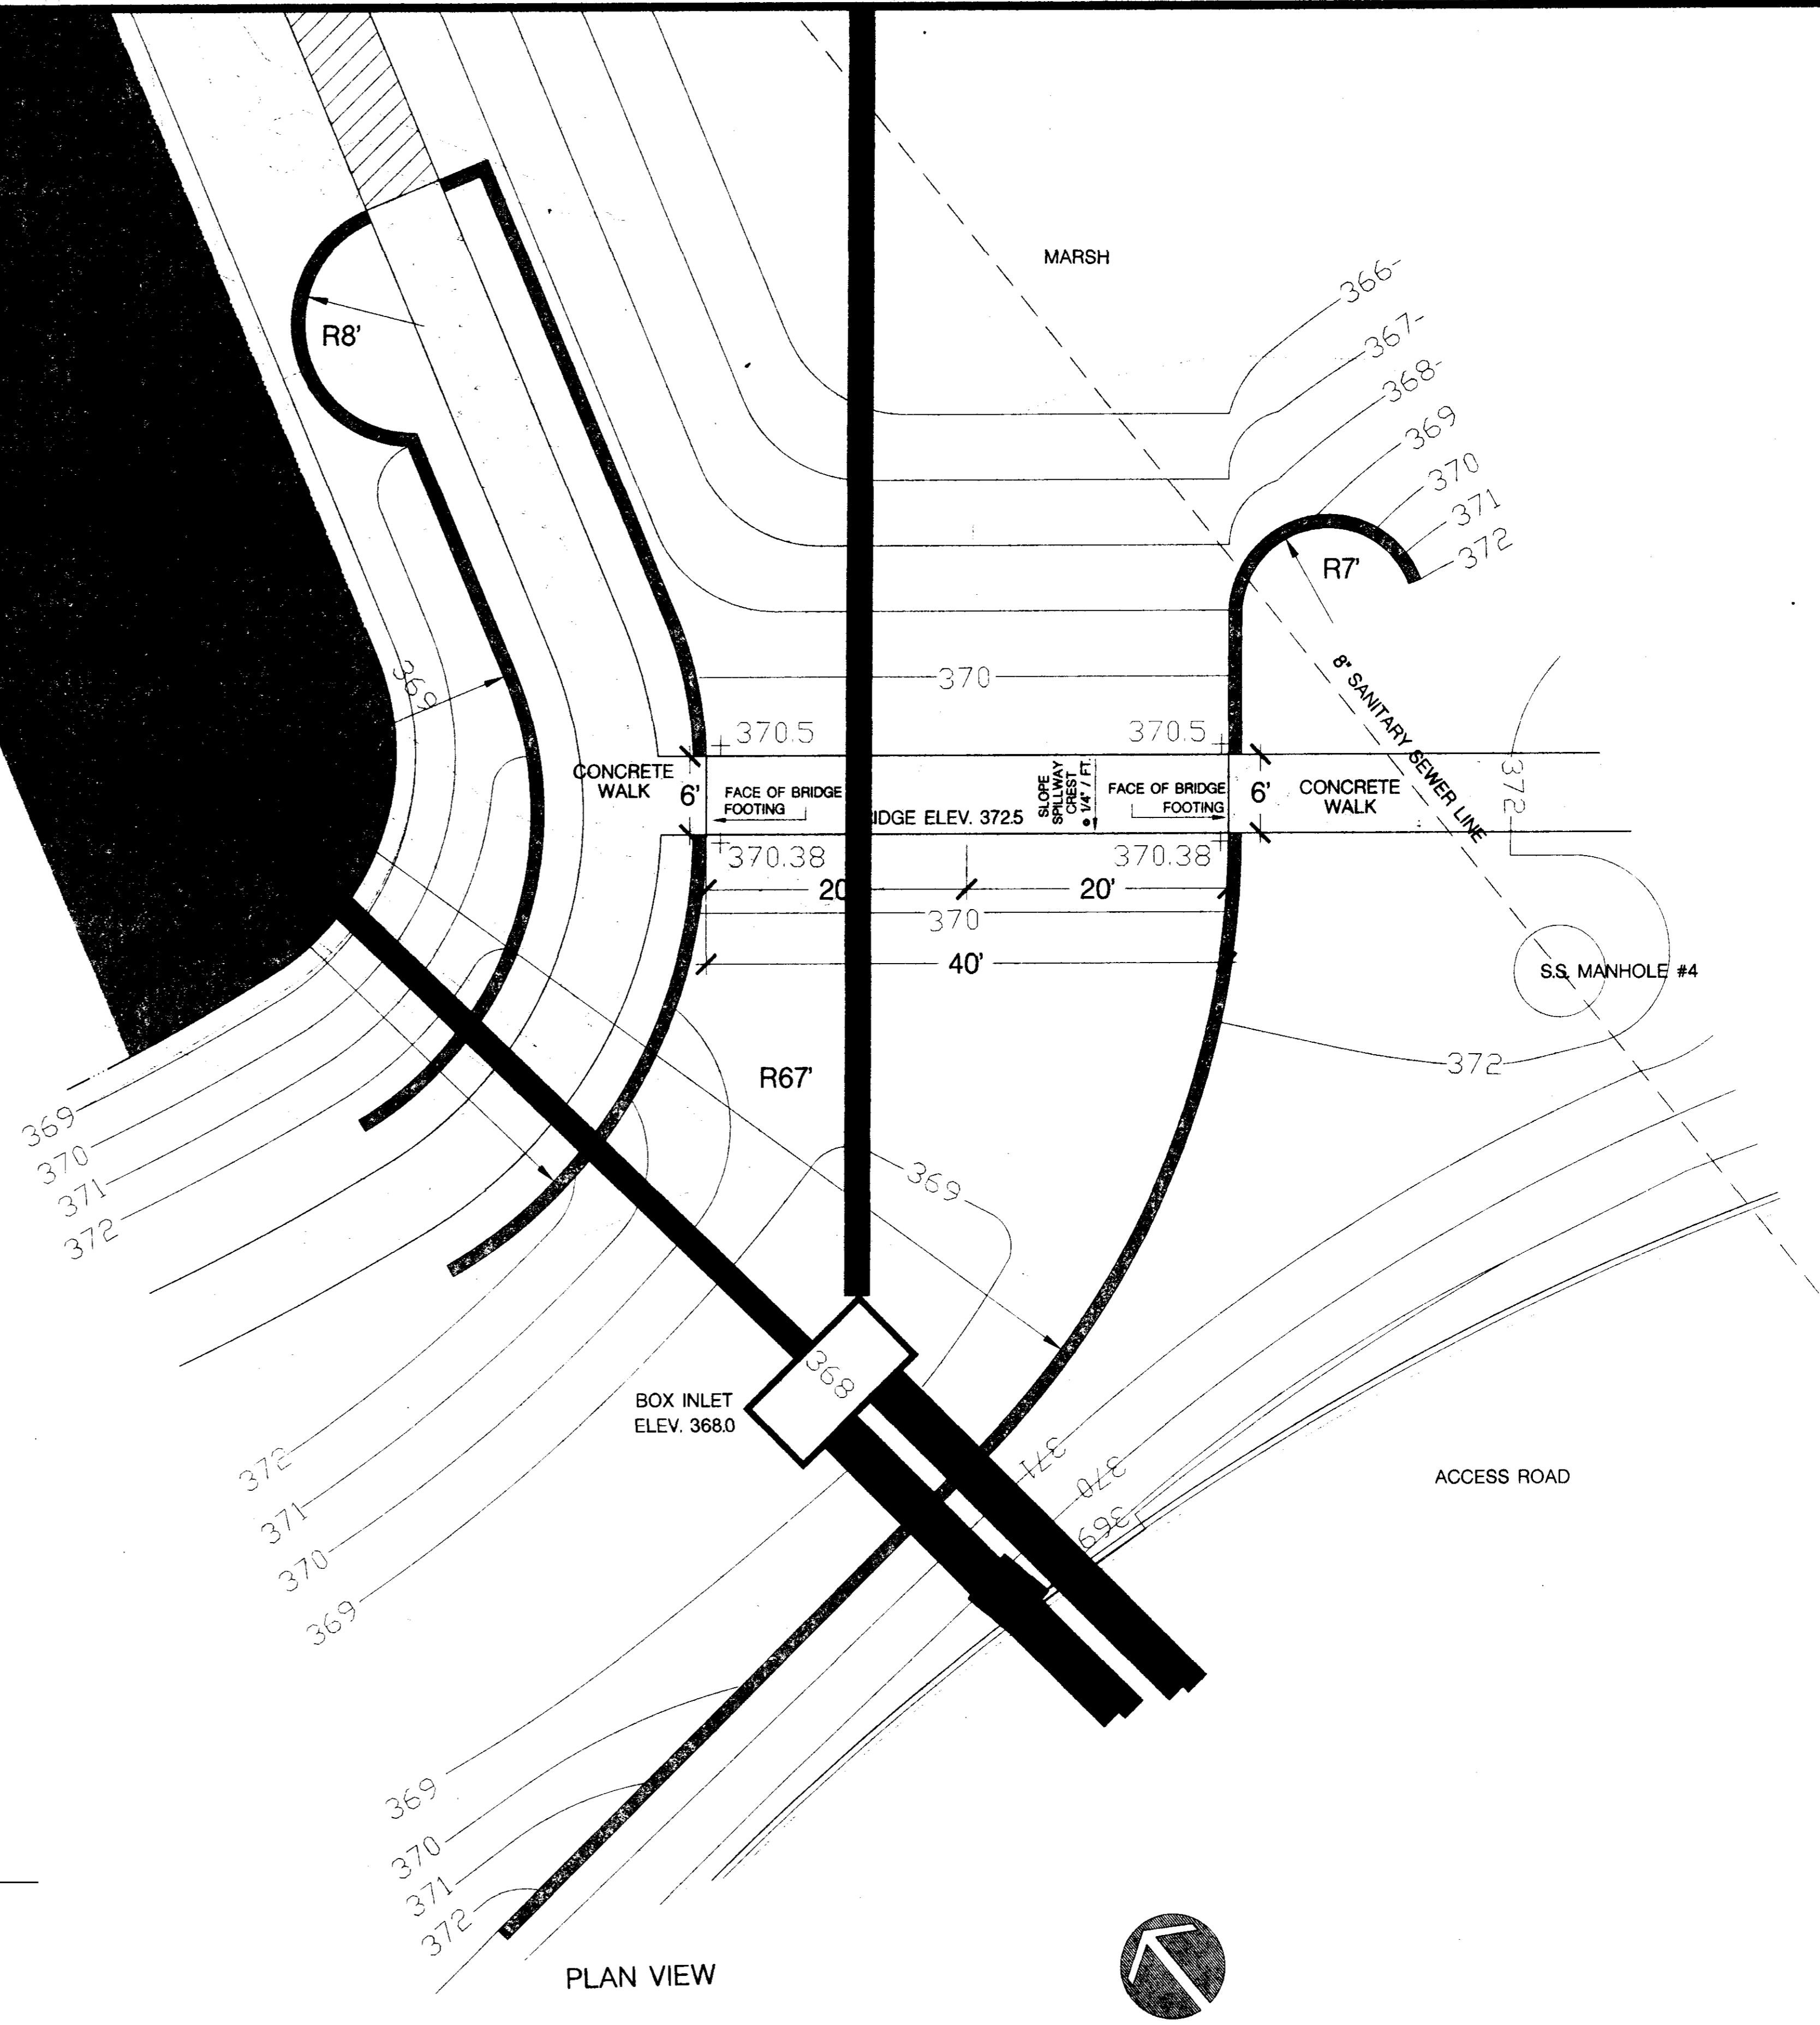 MARSH
366-
367-
368-
369
370
371
372
R8'
R7'
369
8" SANITARY SEWER LINE
370
370.5
370.5
CONCRETE
WALK
6'
FACE OF BRIDGE
FOOTING
IDGE ELEV. 372.5
SLOPE
SPILLWAY
CREST
@ 1/4" / FT.
FACE OF BRIDGE
FOOTING
6'
CONCRETE
WALK
372
370.38
370.38
20
20'
370
40'
S.S. MANHOLE #4
372
R67'
369
370
371
372
369
368
BOX INLET
ELEV. 368.0
371
370
369
ACCESS ROAD
372
371
370
369
369
370
371
372
PLAN VIEW